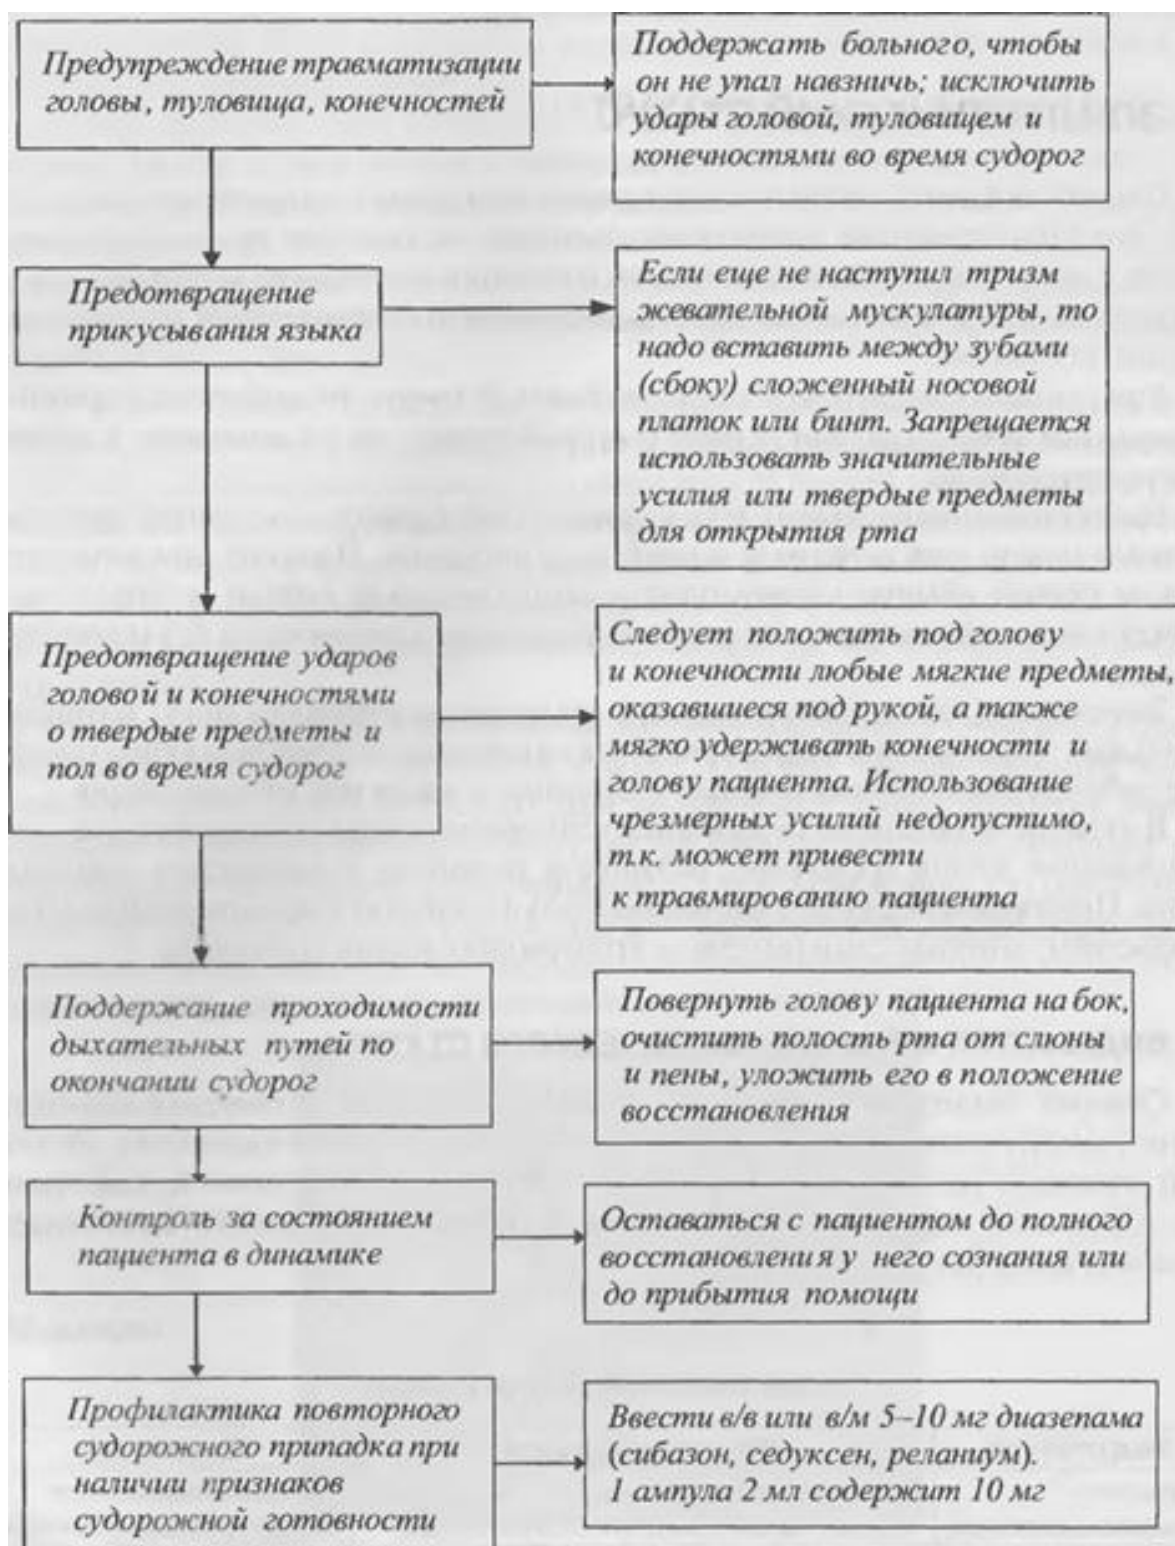 Предупреждение травматизации
головы, туловища, конечностей
Поддержать больного, чтобы
он не упал навзничь; исключить
удары головой, туловищем и
конечностями во время судорог
Предотвращение
прикусывания языка
Если еще не наступил тризм
жевательной мускулатуры, то
надо вставить между зубами
(сбоку) сложенный носовой
платок или бинт. Запрещается
использовать значительные
усилия или твердые предметы
для открытия рта
Предотвращение ударов
головой и конечностями
о твердые предметы и
пол во время судорог
Следует положить под голову
и конечности любые мягкие предметы,
оказавшиеся под рукой, а также
мягко удерживать конечности и
голову пациента. Использование
чрезмерных усилий недопустимо,
т.к. может привести
к травмированию пациента
Поддержание проходимости
дыхательных путей по
окончании судорог
Повернуть голову пациента на бок,
очистить полость рта от слюны
и пены, уложить его в положение
восстановления
Контроль за состоянием
пациента в динамике
Оставаться с пациентом до полного
восстановления у него сознания или
до прибытия помощи
Профилактика повторного
судорожного припадка при
наличии признаков
судорожной готовности
Ввести в/в или в/м 5–10 мг диазепама
(сибазон, седуксен, реланиум).
1 ампула 2 мл содержит 10 мг